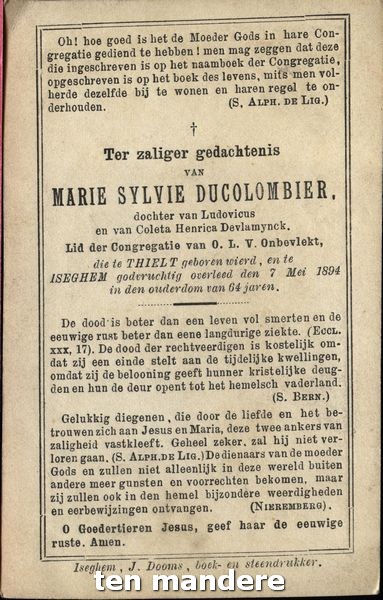 Oh! hoe goed is het de Moeder Gods in hare Con-
gregatie gediend te hebben! men mag zeggen dat deze
die ingeschreven is op het naamboek der Congregatie,
opgeschreven is op het boek des levens, mits men vol-
herde dezelfde bij te wonen en haren regel te on-
derhouden. (S. ALPH. DE LIG.)
†
Ter zaliger gedachtenis
VAN
MARIE SYLVIE DUCOLOMBIER,
dochter van Ludovicus
en van Coleta Henrica Devlamynck.
Lid der Congregatie van O. L. V. Onbevlekt,
die te THIELT geboren wierd, en te
ISEGHEM godvruchtig overleed den 7 Mei 1894
in den ouderdom van 64 jaren.
De dood is beter dan een leven vol smerten en de
eeuwige rust beter dan eene langdurige ziekte. (ECCL.
XXX, 17). De dood der rechtveerdigen is kostelijk om-
dat zij een einde stelt aan de tijdelijke kwellingen,
omdat zij de belooning geeft hunner kristelijke deug-
den en hun de deur opent tot het hemelsch vaderland.
(S. BERN.)
Gelukkig diegenen, die door de liefde en het be-
trouwen zich aan Jesus en Maria, deze twee ankers van
zaligheid vastkleeft. Geheel zeker, zal hij niet ver-
loren gaan. (S. ALPH. DE LIG.) De dienaars van de moeder
Gods en zullen niet alleenlijk in deze wereld buiten
andere meer gunsten en voorrechten bekomen, maar
zij zullen ook in den hemel bijzondere weerdigheden
en eerbewijzingen ontvangen. (NIEREMBERG).
O Goedertieren Jesus, geef haar de eeuwige
ruste. Amen.
Iseghem, J. Dooms, boek- en steendrukker.
ten mandere